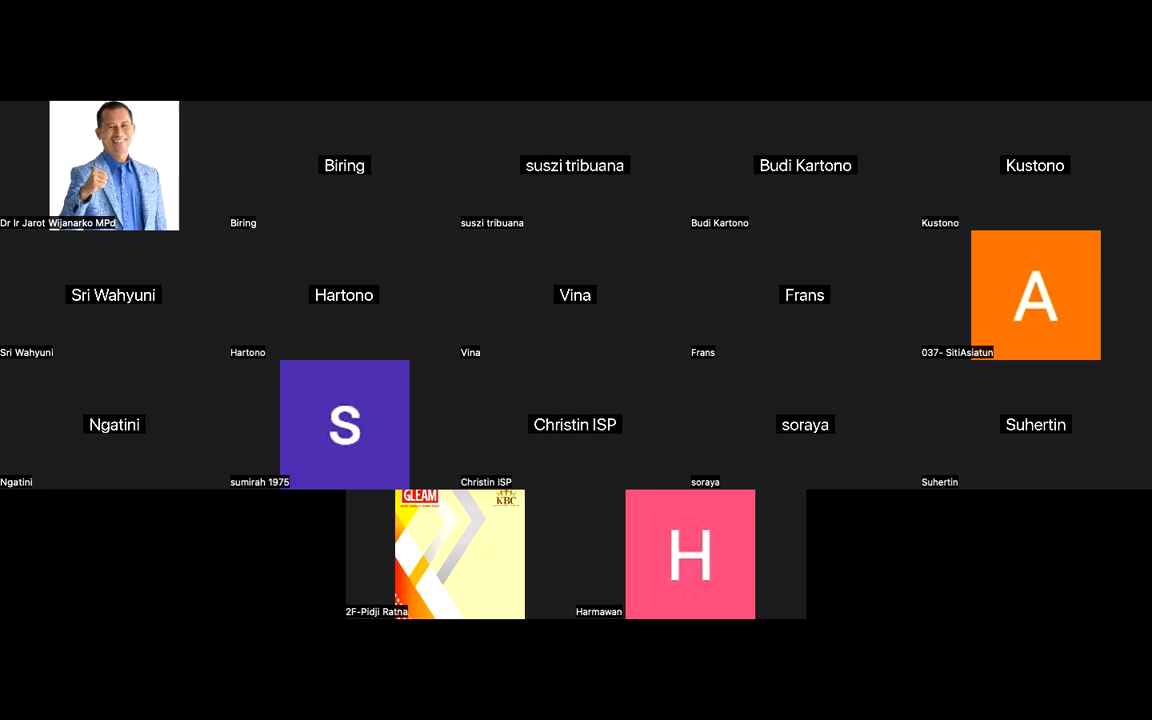 Biring
suszi tribuana
Budi Kartono
Kustono
Dr Ir Jarot Wijanarko MPd
Biring
suszi tribuana
Budi Kartono
Kustono
Sri Wahyuni
Hartono
Vina
Frans
A
Sri Wahyuni
Hartono
Vina
Frans
037- SitiAsiatun
Ngatini
S
Christin ISP
soraya
Suhertin
Ngatini
sumirah 1975
Christin ISP
soraya
Suhertin
GLEAM
KBC
H
2F-Pidji Ratna
Harmawan